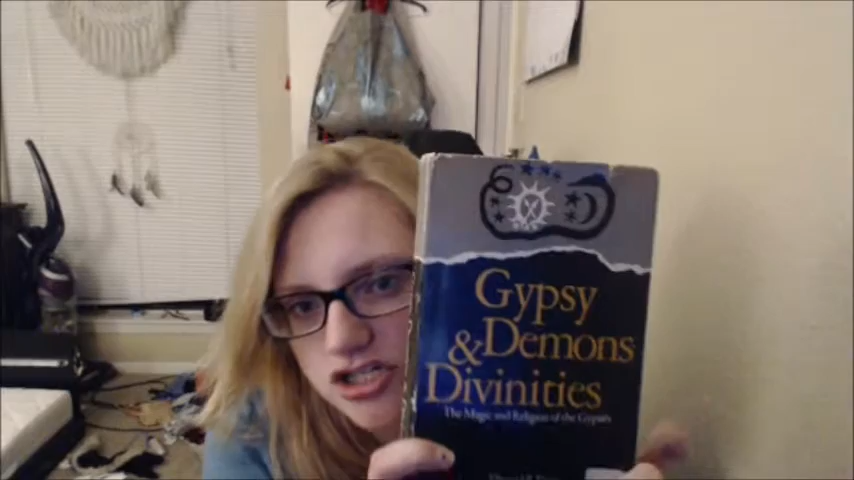 Gypsy
& Demons
Divinities
The Magic and Religion of the Gypsies